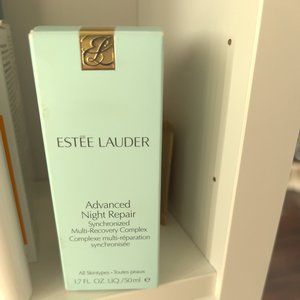 ESTĒE LAUDER
Advanced
Night Repair
Synchronized
Multi-Recovery Complex
Complexe multi-réparation
synchronisée
All Skintypes • Toutes peaux
1.7 FL. OZ. LIQ./50 ml ℮